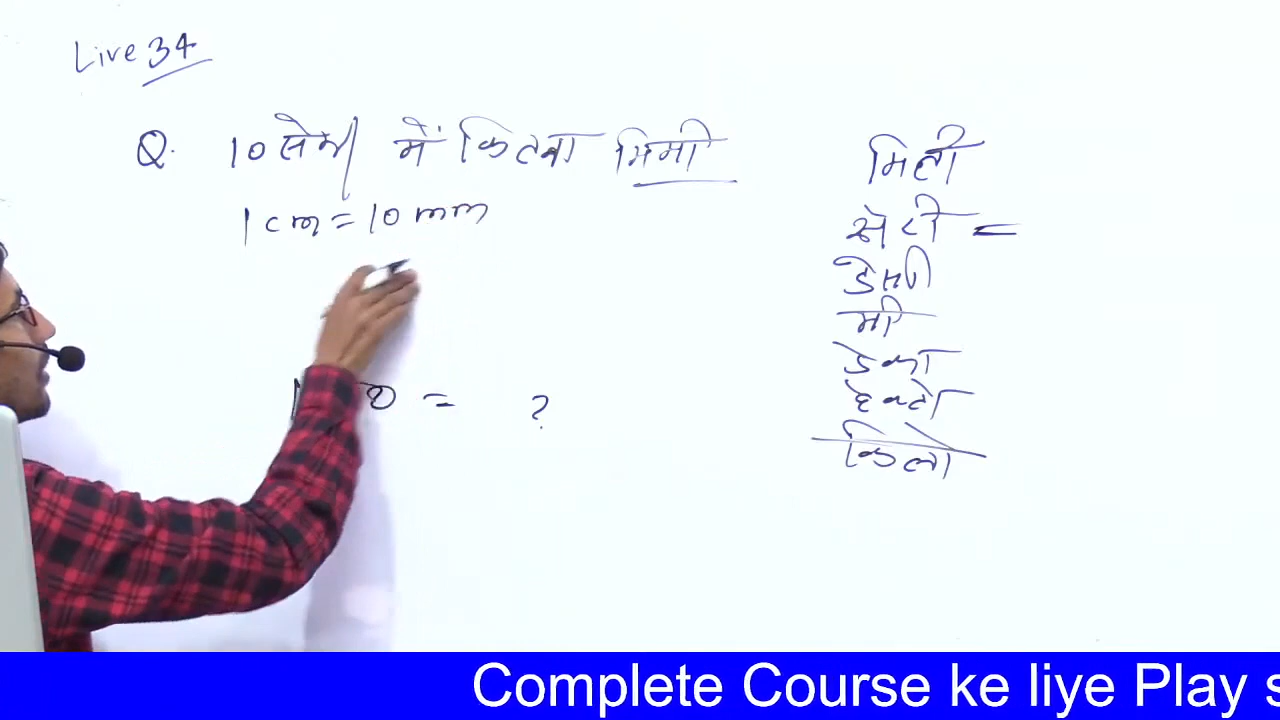 Live 34
Q. 10 सेमी में कितना मिमी
1 cm = 10 mm
= ?
मिली
सेंटी =
डेसी
मी
डेका
हेक्टो
किलो
Complete Course ke liye Play s